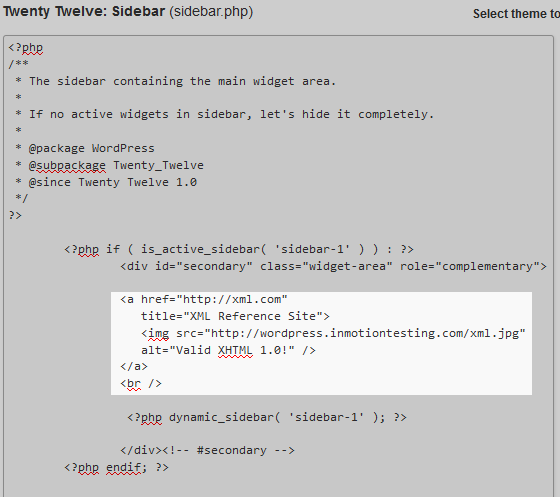 Twenty Twelve: Sidebar (sidebar.php)
Select theme to
<?php
/**
 * The sidebar containing the main widget area.
 *
 * If no active widgets in sidebar, let's hide it completely.
 *
 * @package WordPress
 * @subpackage Twenty_Twelve
 * @since Twenty Twelve 1.0
 */
?>
<?php if ( is_active_sidebar( 'sidebar-1' ) ) : ?>
<div id="secondary" class="widget-area" role="complementary">
<a href="http://xml.com"
title="XML Reference Site">
<img src="http://wordpress.inmotiontesting.com/xml.jpg"
alt="Valid XHTML 1.0!" />
</a>
<br />
<?php dynamic_sidebar( 'sidebar-1' ); ?>
</div><!-- #secondary -->
<?php endif; ?>